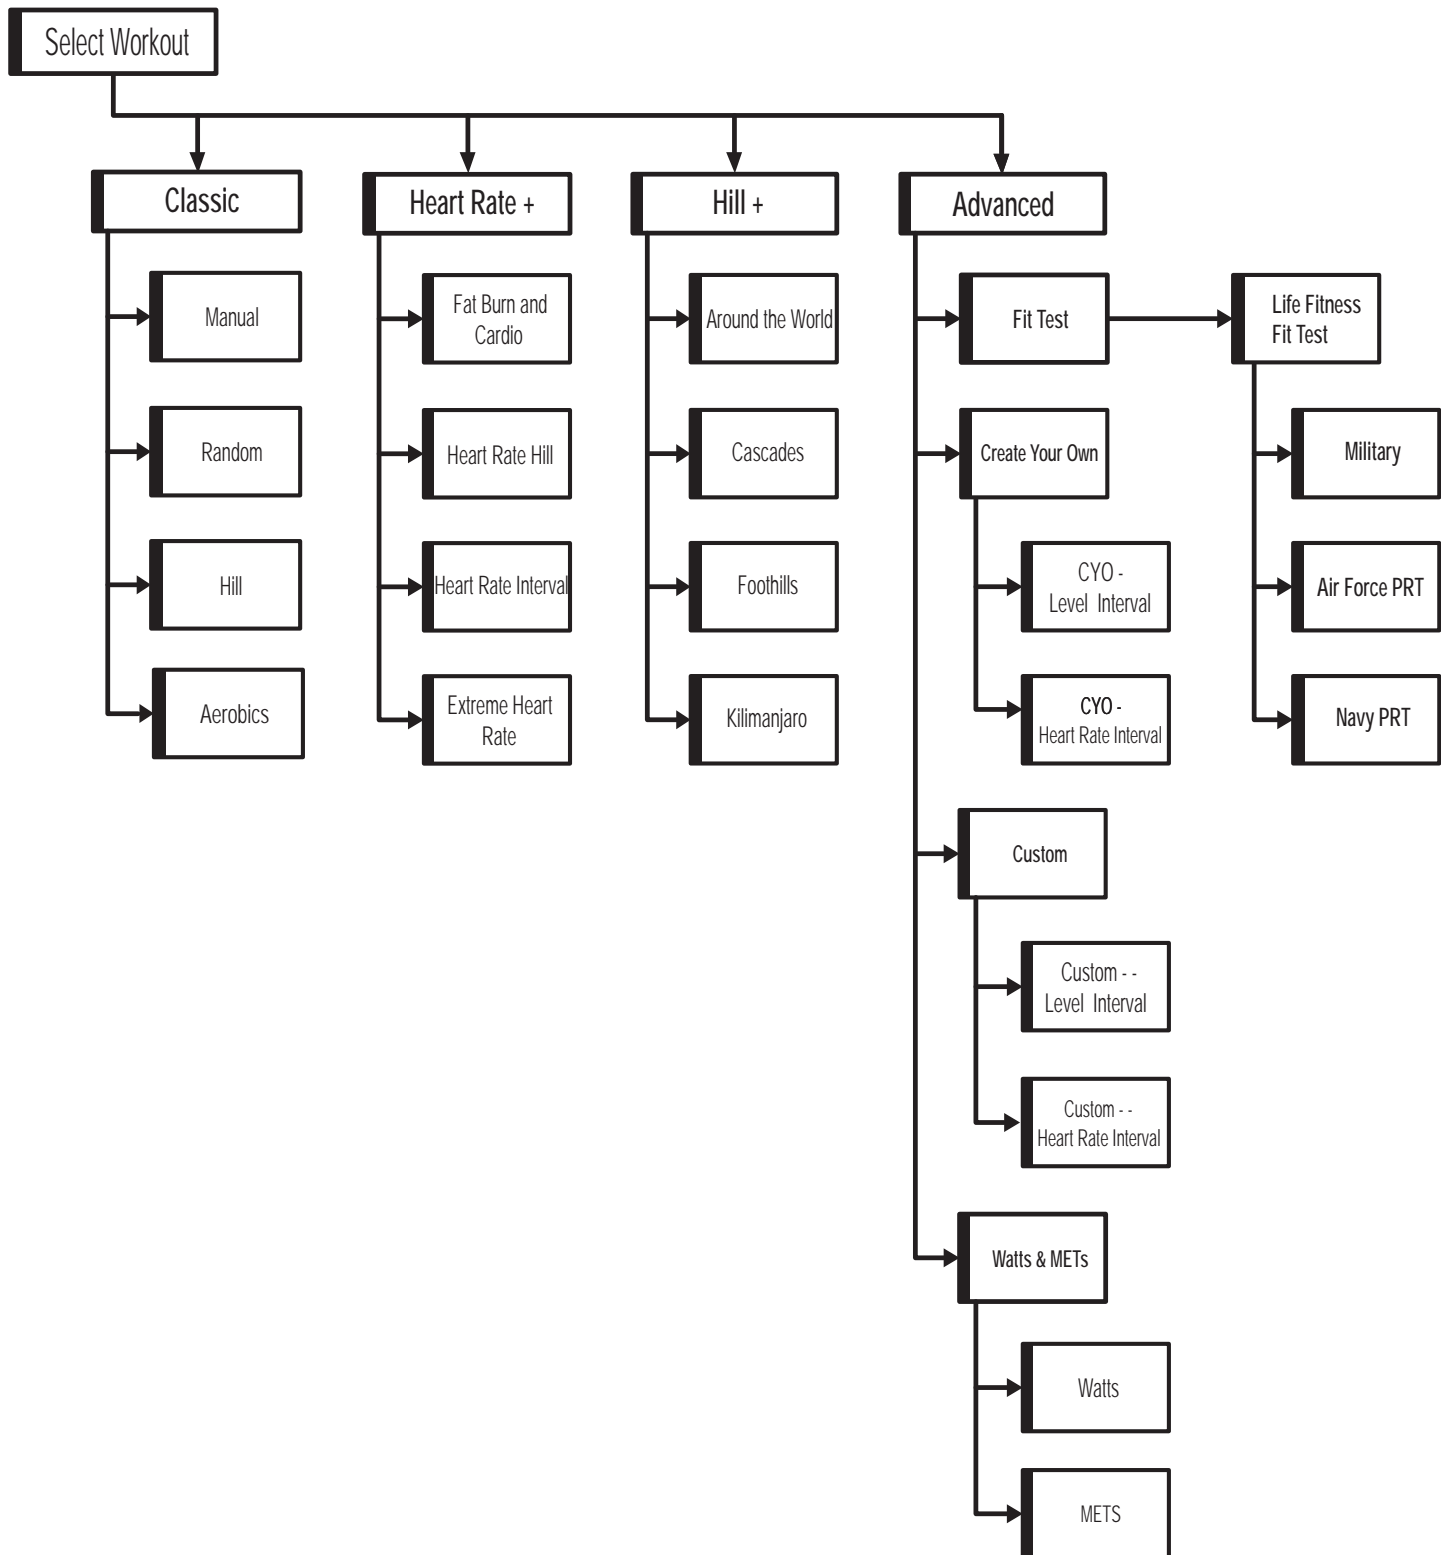 Select Workout
Classic
Heart Rate +
Hill +
Advanced
Manual
Fat Burn and
Cardio
Around the World
Fit Test
Life Fitness
Fit Test
Random
Heart Rate Hill
Cascades
Create Your Own
Military
Hill
Heart Rate Interval
Foothills
CYO -
Level Interval
Air Force PRT
Aerobics
Extreme Heart
Rate
Kilimanjaro
CYO -
Heart Rate Interval
Navy PRT
Custom
Custom - -
Level Interval
Custom - -
Heart Rate Interval
Watts & METs
Watts
METS